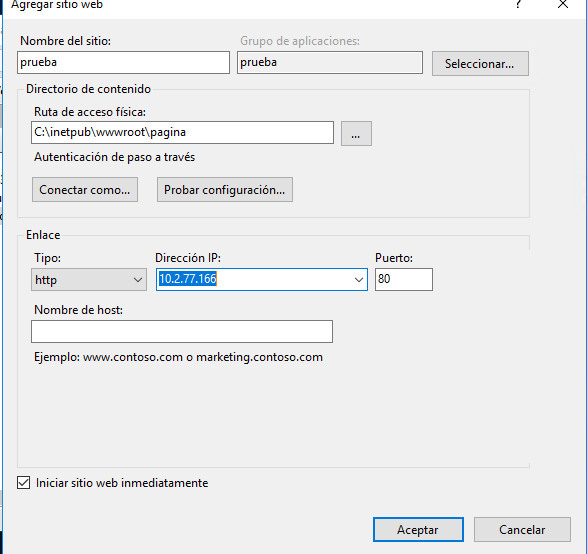 Agregar sitio web ? ×
Nombre del sitio: Grupo de aplicaciones:
prueba prueba Seleccionar...
Directorio de contenido
Ruta de acceso física:
C:\inetpub\wwwroot\pagina ...
Autenticación de paso a través
Conectar como... Probar configuración...
Enlace
Tipo: Dirección IP: Puerto:
http 10.2.77.166 80
Nombre de host:
Ejemplo: www.contoso.com o marketing.contoso.com
Iniciar sitio web inmediatamente
Aceptar Cancelar